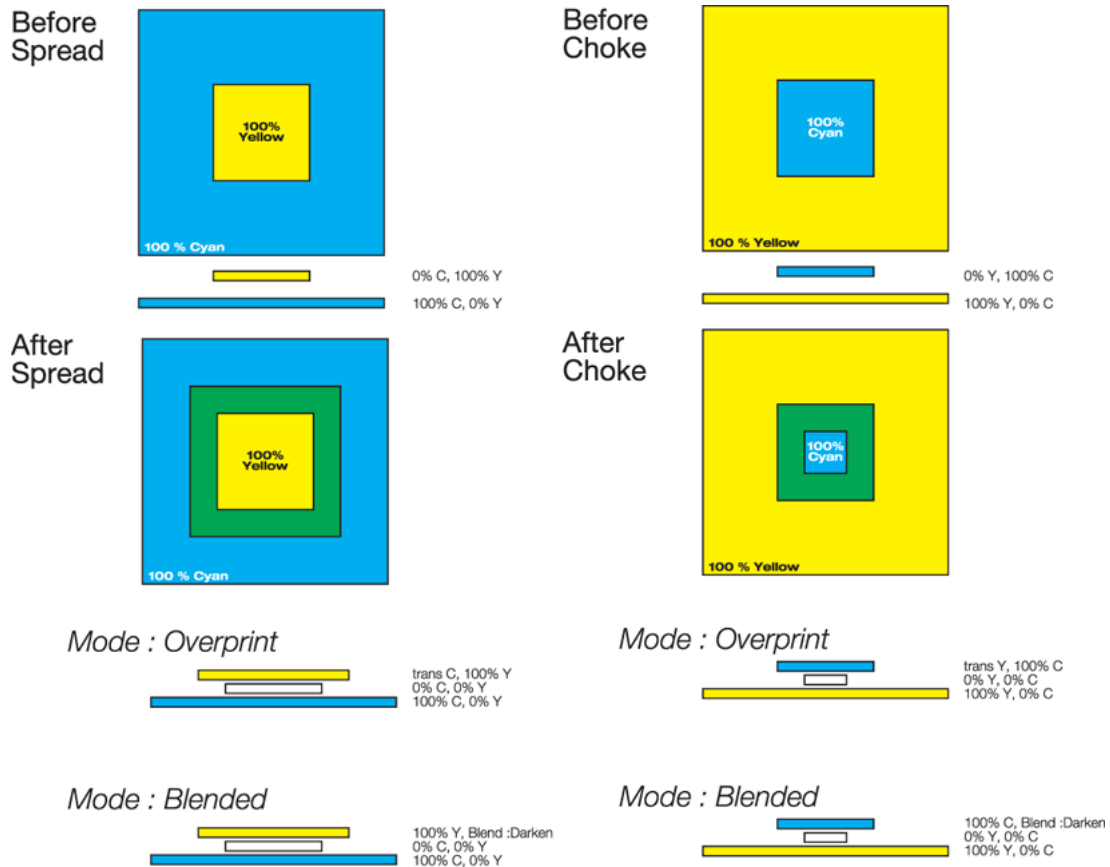 Before
Spread
100%
Yellow
100 % Cyan
0% C, 100% Y
100% C, 0% Y
After
Spread
100%
Yellow
100 % Cyan
Mode : Overprint
trans C, 100% Y
0% C, 0% Y
100% C, 0% Y
Mode : Blended
100% Y, Blend :Darken
0% C, 0% Y
100% C, 0% Y
Before
Choke
100%
Cyan
100 % Yellow
0% Y, 100% C
100% Y, 0% C
After
Choke
100%
Cyan
100 % Yellow
Mode : Overprint
trans Y, 100% C
0% Y, 0% C
100% Y, 0% C
Mode : Blended
100% C, Blend :Darken
0% Y, 0% C
100% Y, 0% C